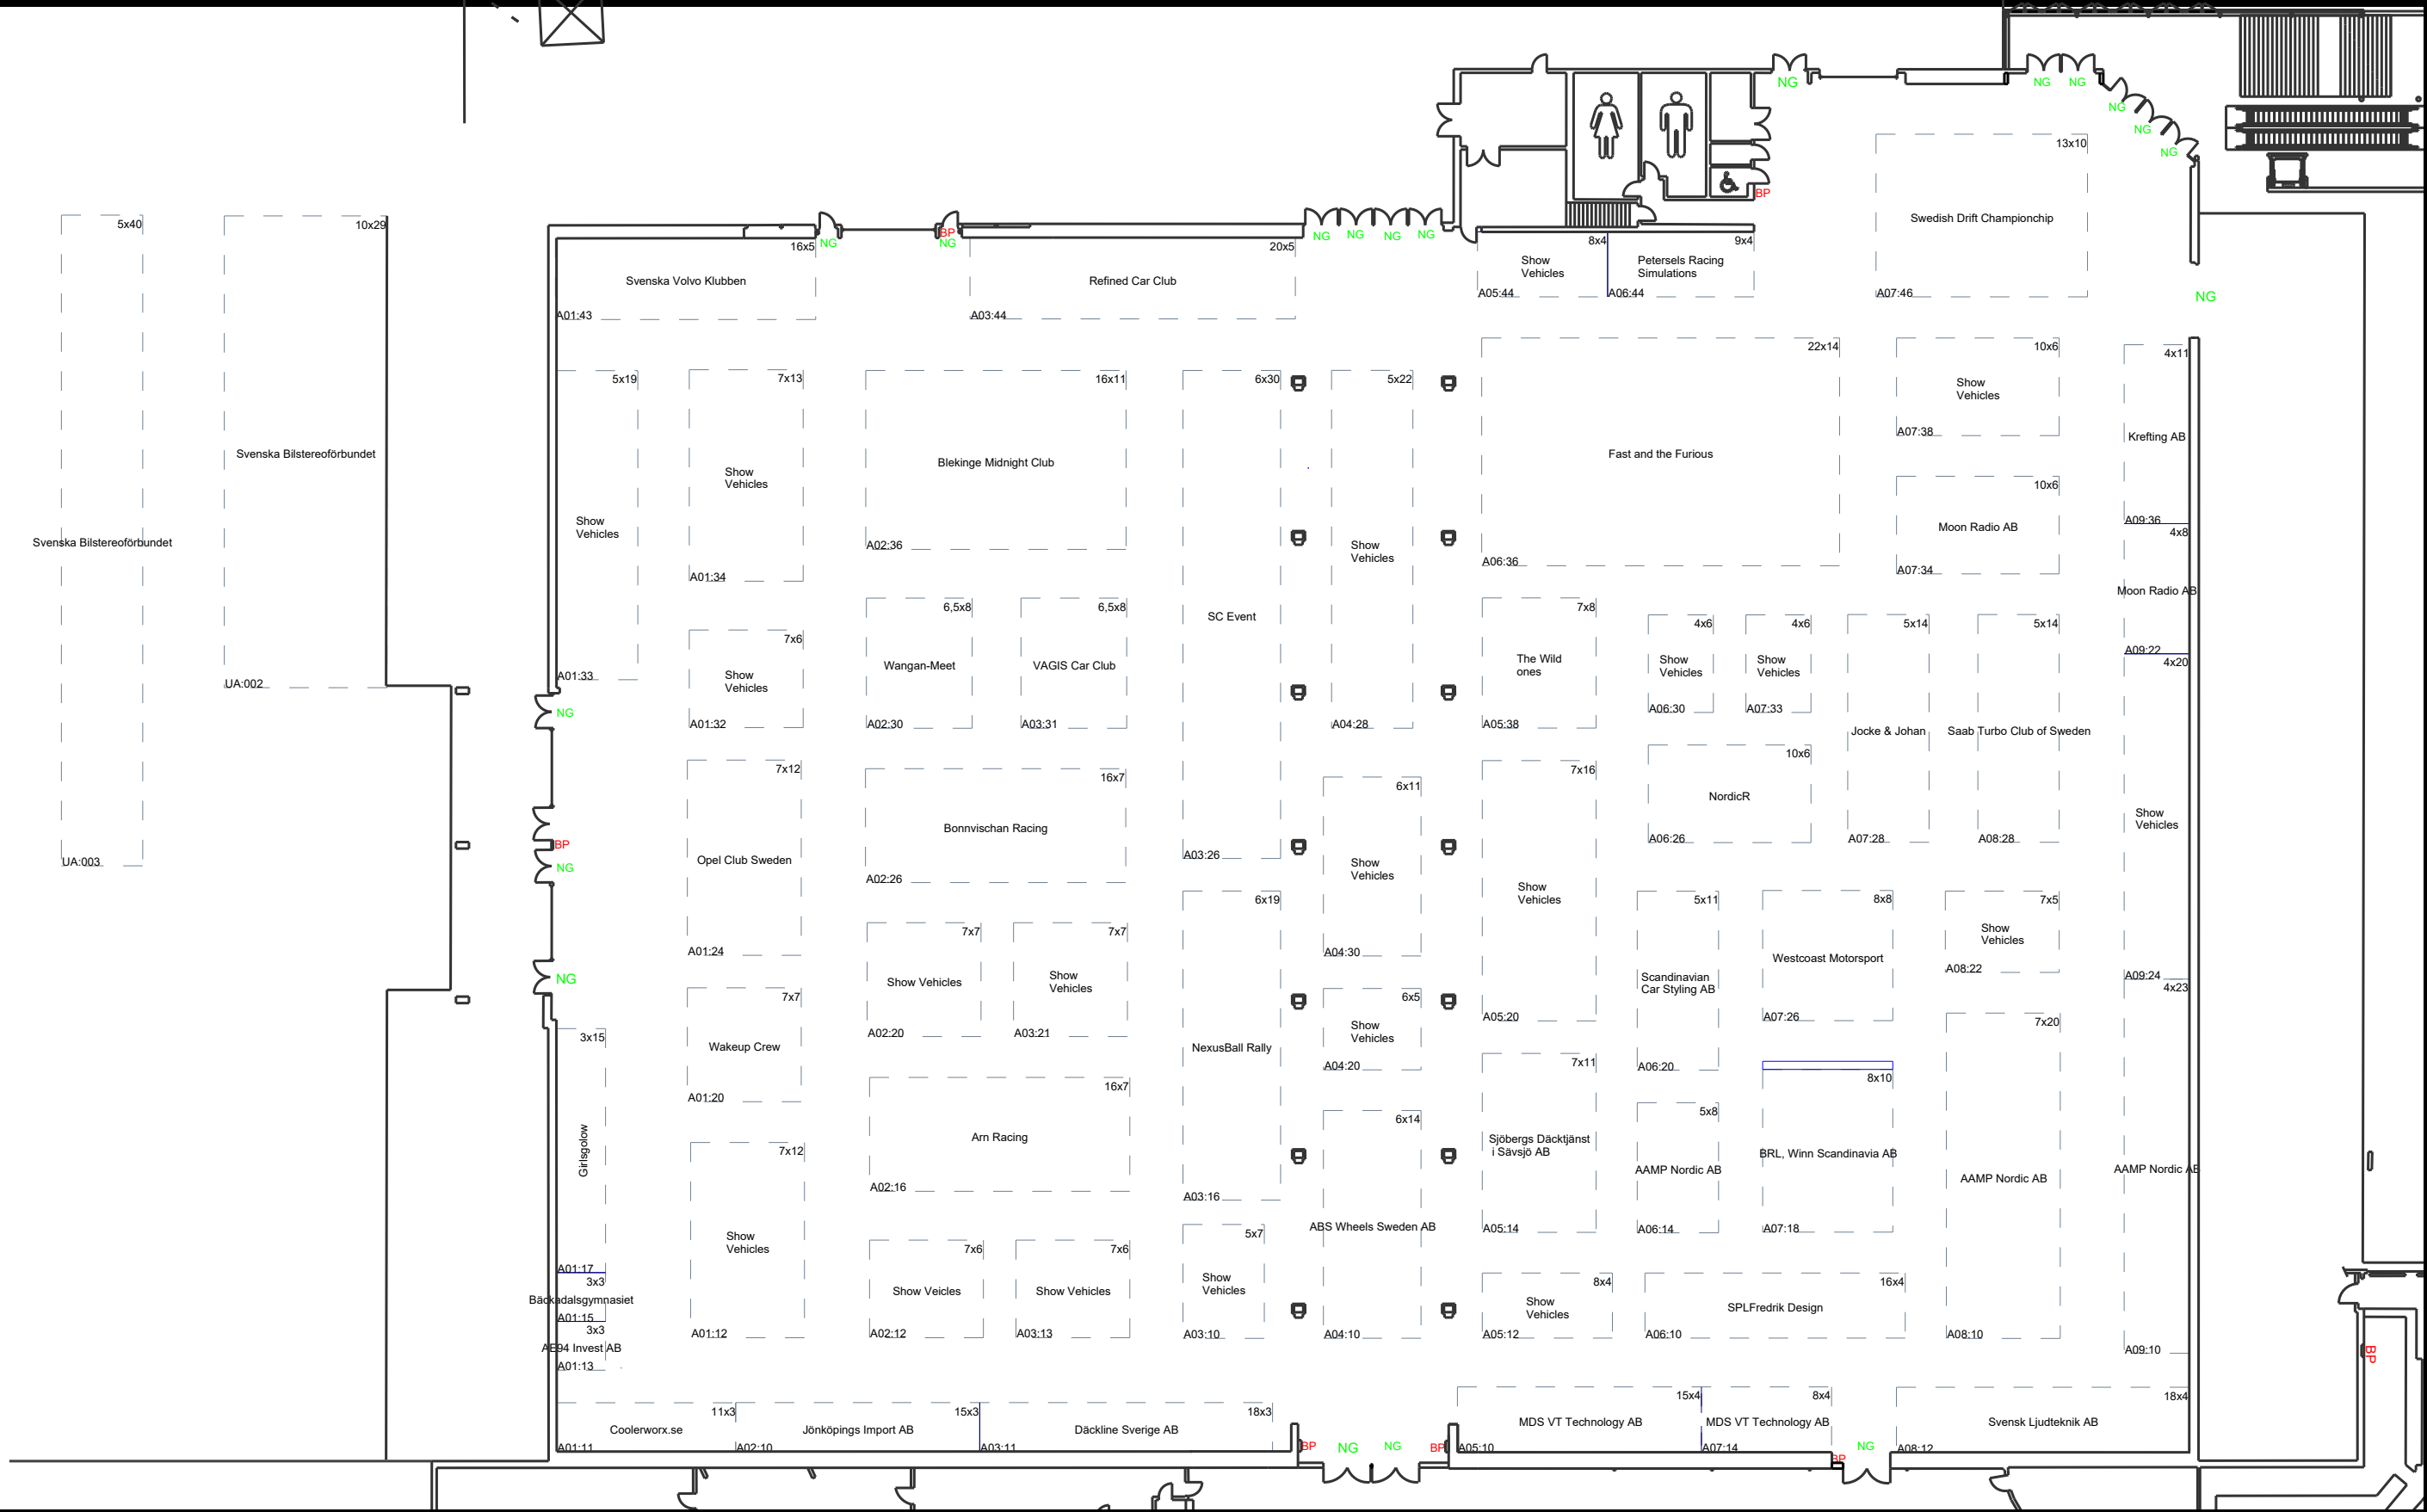 NG
NG
NG
NG
NG
NG
BP
13x10
Swedish Drift Championchip
A07:46
NG
5x40
10x29
Svenska Bilstereoförbundet
Svenska Bilstereoförbundet
UA:002
UA:003
16x5
NG
BP
NG
20x5
NG
NG
NG
NG
8x4
9x4
Svenska Volvo Klubben
Refined Car Club
Show
Vehicles
Petersels Racing
Simulations
A01:43
A03:44
A05:44
A06:44
5x19
Show
Vehicles
A01:33
7x13
Show
Vehicles
A01:34
16x11
Blekinge Midnight Club
A02:36
6x30
SC Event
A03:26
5x22
Show
Vehicles
A04:28
22x14
Fast and the Furious
A06:36
10x6
Show
Vehicles
A07:38
10x6
Moon Radio AB
A07:34
4x11
Krefting AB
A09:36
4x8
Moon Radio AB
A09:22
4x20
Show
Vehicles
A09:24
4x23
AAMP Nordic AB
A09:10
7x6
Show
Vehicles
A01:32
6,5x8
Wangan-Meet
A02:30
6,5x8
VAGIS Car Club
A03:31
7x8
The Wild
ones
A05:38
4x6
Show
Vehicles
A06:30
4x6
Show
Vehicles
A07:33
5x14
Jocke & Johan
A07:28
5x14
Saab Turbo Club of Sweden
A08:28
NG
BP
NG
NG
7x12
Opel Club Sweden
A01:24
16x7
Bonnvischan Racing
A02:26
6x11
Show
Vehicles
A04:30
7x16
Show
Vehicles
A05:20
10x6
NordicR
A06:26
7x7
Show Vehicles
A02:20
7x7
Show
Vehicles
A03:21
6x19
NexusBall Rally
A03:16
6x5
Show
Vehicles
A04:20
5x11
Scandinavian
Car Styling AB
A06:20
8x8
Westcoast Motorsport
A07:26
7x5
Show
Vehicles
A08:22
7x7
Wakeup Crew
A01:20
3x15
Girlsgolow
A01:17
3x3
Bäckadalsgymnasiet
A01:15
3x3
AE94 Invest AB
A01:13
7x12
Show
Vehicles
A01:12
16x7
Arn Racing
A02:16
7x6
Show Veicles
A02:12
7x6
Show Vehicles
A03:13
5x7
Show
Vehicles
A03:10
6x14
ABS Wheels Sweden AB
A04:10
7x11
Sjöbergs Däcktjänst
i Sävsjö AB
A05:14
5x8
AAMP Nordic AB
A06:14
8x10
BRL, Winn Scandinavia AB
A07:18
7x20
AAMP Nordic AB
A08:10
8x4
Show
Vehicles
A05:12
16x4
SPLFredrik Design
A06:10
11x3
Coolerworx.se
A01:11
15x3
Jönköpings Import AB
A02:10
18x3
Däckline Sverige AB
A03:11
BP
NG
NG
BP
15x4
MDS VT Technology AB
A05:10
8x4
MDS VT Technology AB
A07:14
BP
NG
18x4
Svensk Ljudteknik AB
A08:12
BP